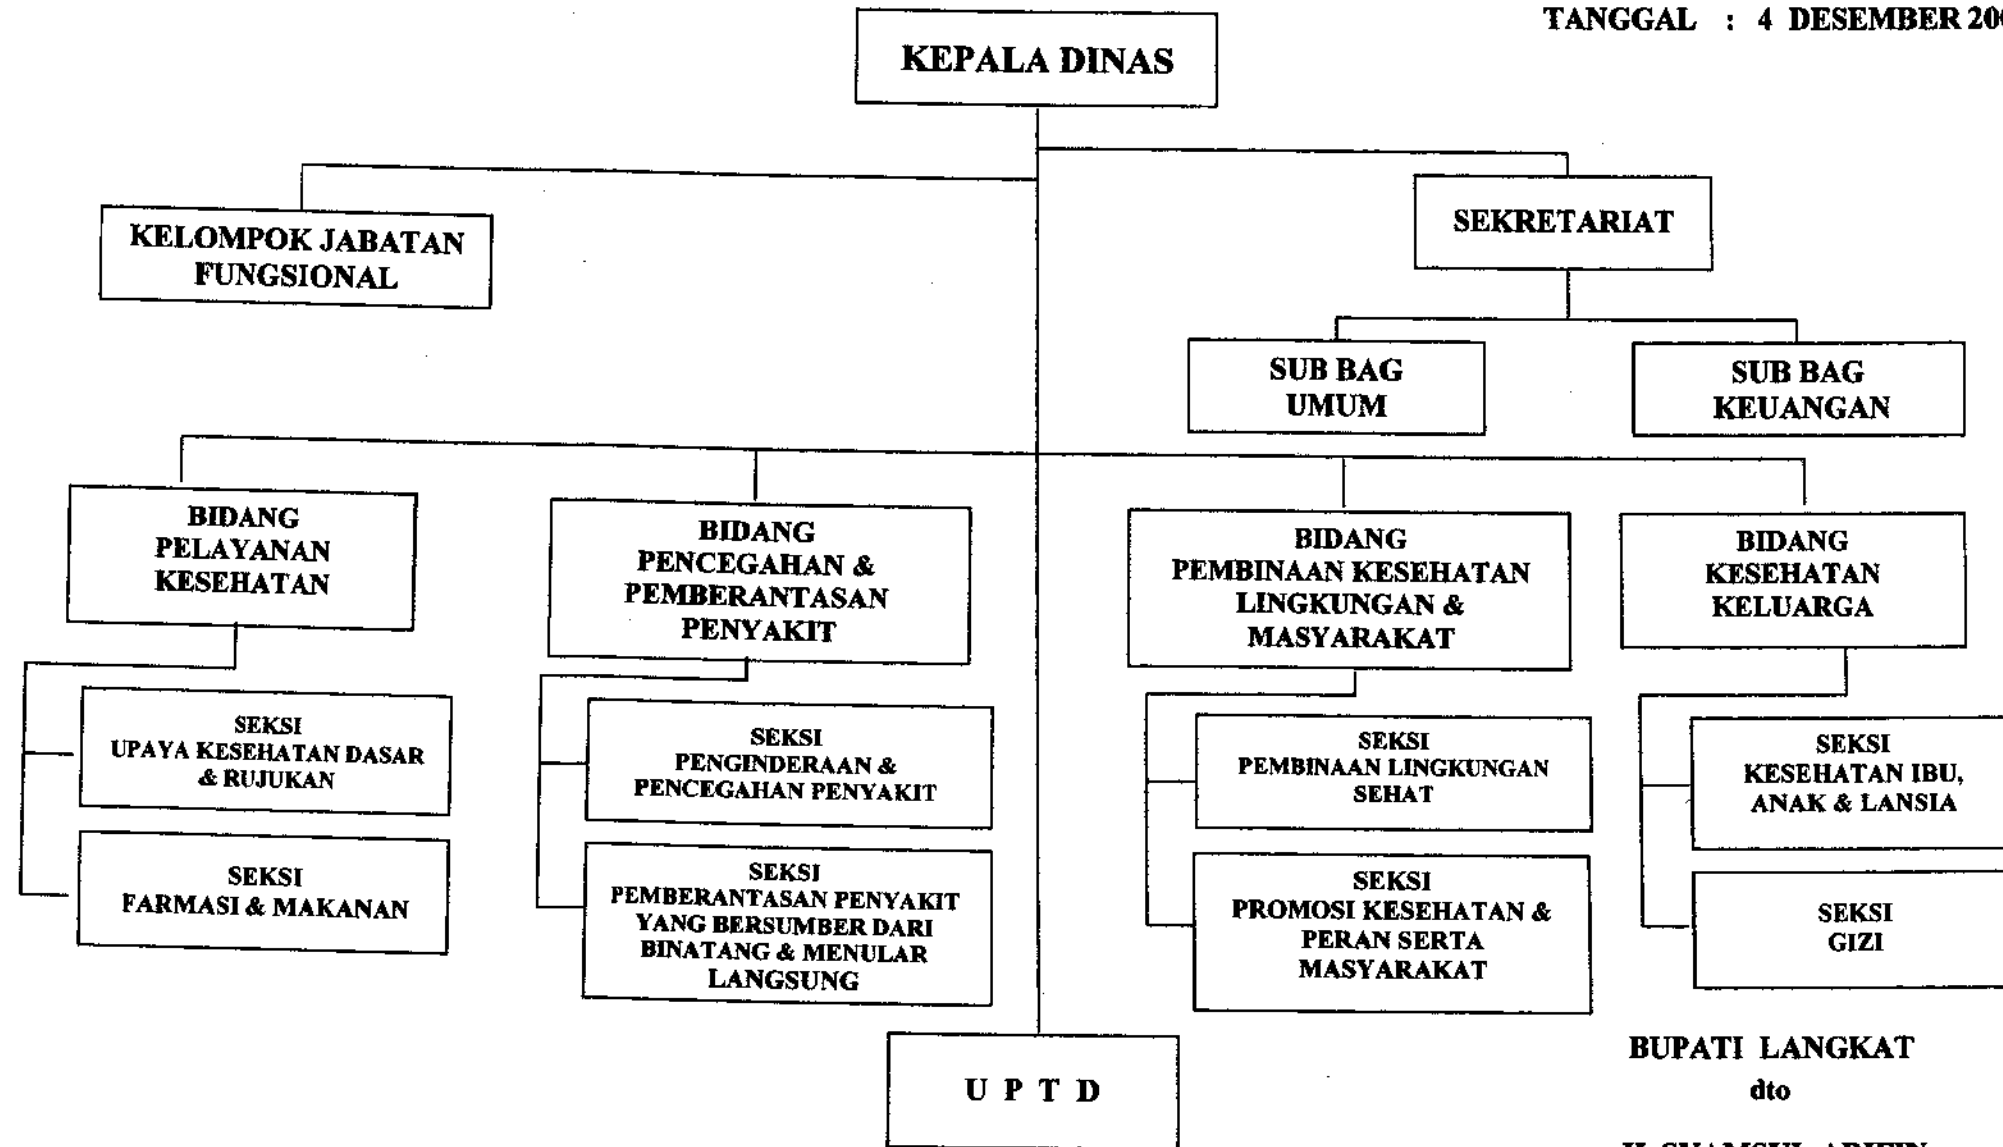 TANGGAL : 4 DESEMBER
KEPALA DINAS
KELOMPOK JABATAN
FUNGSIONAL
SEKRETARIAT
SUB BAG
UMUM
SUB BAG
KEUANGAN
BIDANG
PELAYANAN
KESEHATAN
BIDANG
PENCEGAHAN &
PEMBERANTASAN
PENYAKIT
BIDANG
PEMBINAAN KESEHATAN
LINGKUNGAN &
MASYARAKAT
BIDANG
KESEHATAN
KELUARGA
SEKSI
UPAYA KESEHATAN DASAR
& RUJUKAN
SEKSI
FARMASI & MAKANAN
SEKSI
PENGINDERAAN &
PENCEGAHAN PENYAKIT
SEKSI
PEMBERANTASAN PENYAKIT
YANG BERSUMBER DARI
BINATANG & MENULAR
LANGSUNG
SEKSI
PEMBINAAN LINGKUNGAN
SEHAT
SEKSI
PROMOSI KESEHATAN &
PERAN SERTA
MASYARAKAT
SEKSI
KESEHATAN IBU,
ANAK & LANSIA
SEKSI
GIZI
U P T D
BUPATI LANGKAT
dto